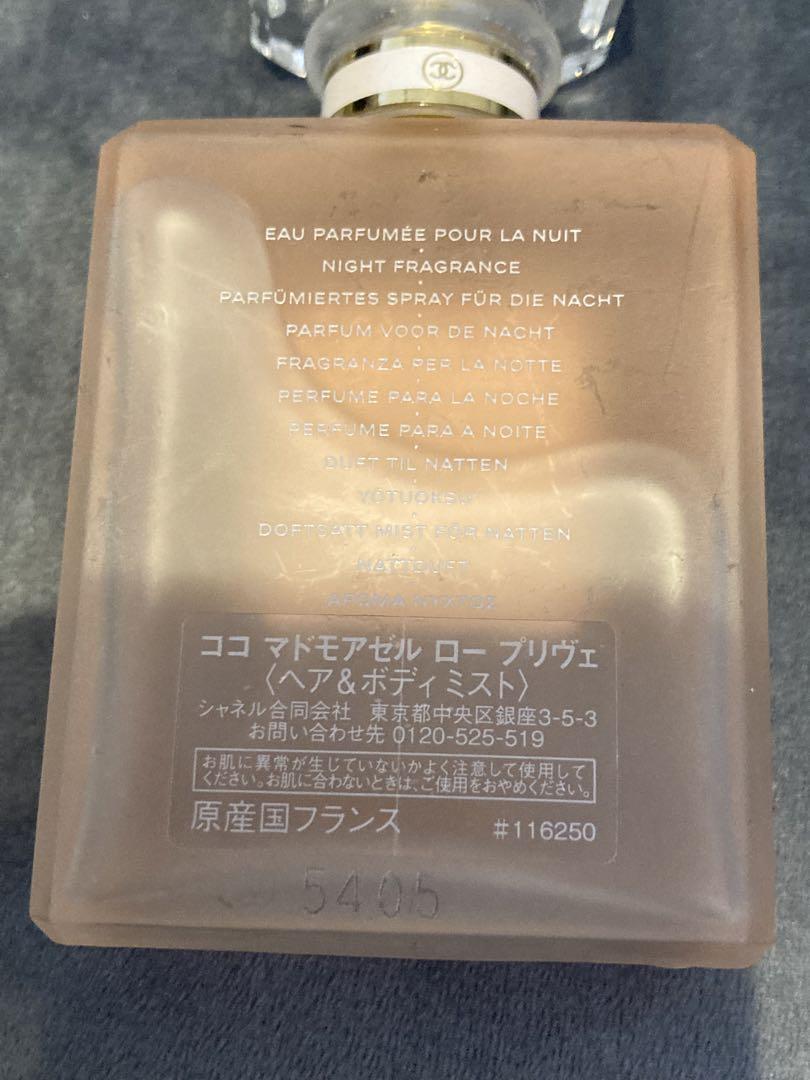 EAU PARFUMÉE POUR LA NUIT
NIGHT FRAGRANCE
PARFÜMIERTES SPRAY FÜR DIE NACHT
PARFUM VOOR DE NACHT
FRAGRANZA PER LA NOTTE
PERFUME PARA LA NOCHE
PERFUME PARA A NOITE
DUFT TIL NATTEN
YÖTUOKSU
DOFTSATT MIST FÖR NATTEN
NATTDUFT
ΑΡΩΜΑ ΝΥΧΤΟΣ
ココ マドモアゼル ロー プリヴェ
〈ヘア&ボディ ミスト〉
シャネル合同会社 東京都中央区銀座3-5-3
お問い合わせ先 0120-525-519
お肌に異常が生じていないかよく注意して使用して
ください。お肌に合わないときは、ご使用をおやめください。
原産国フランス #116250
5405